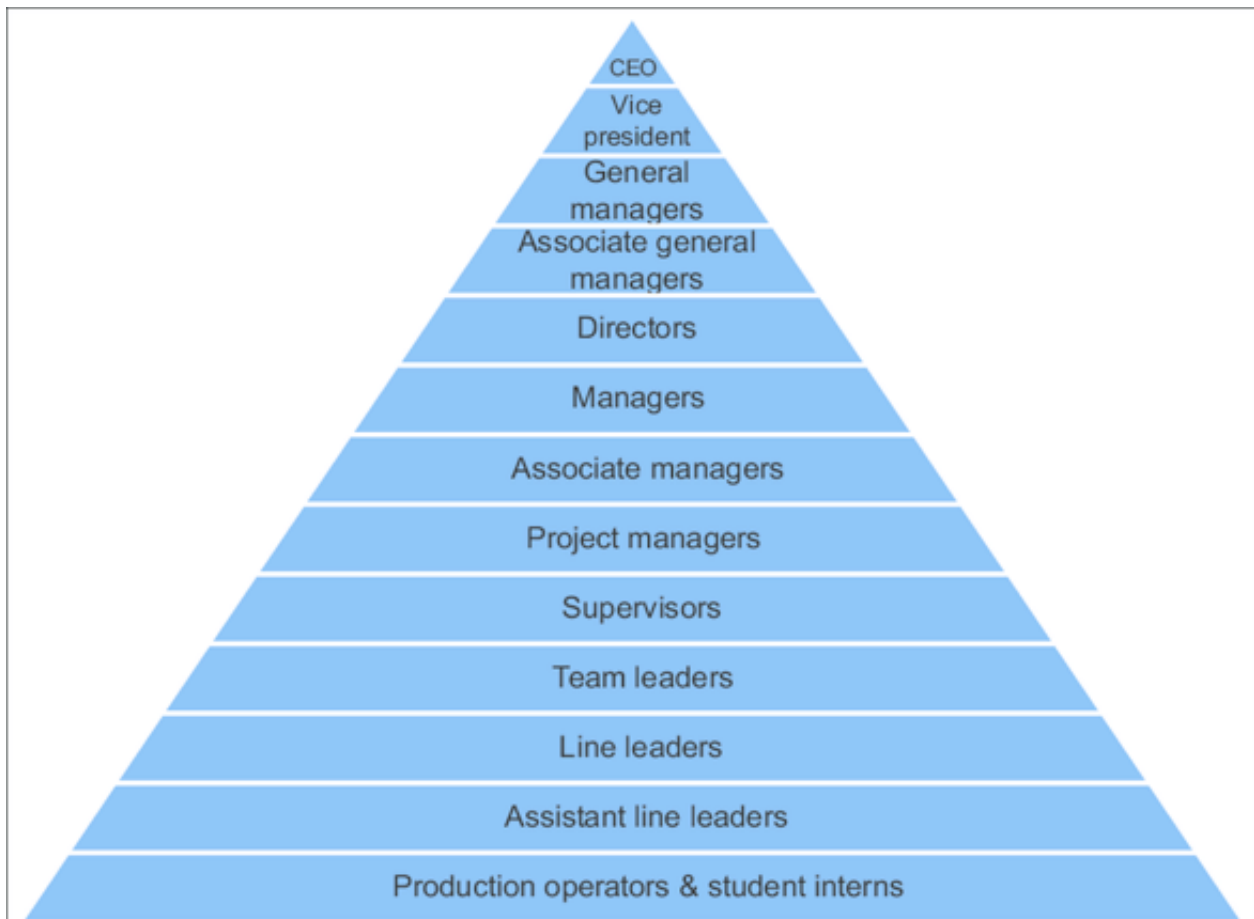 CEO
Vice
president
General
managers
Associate general
managers
Directors
Managers
Associate managers
Project managers
Supervisors
Team leaders
Line leaders
Assistant line leaders
Production operators & student interns